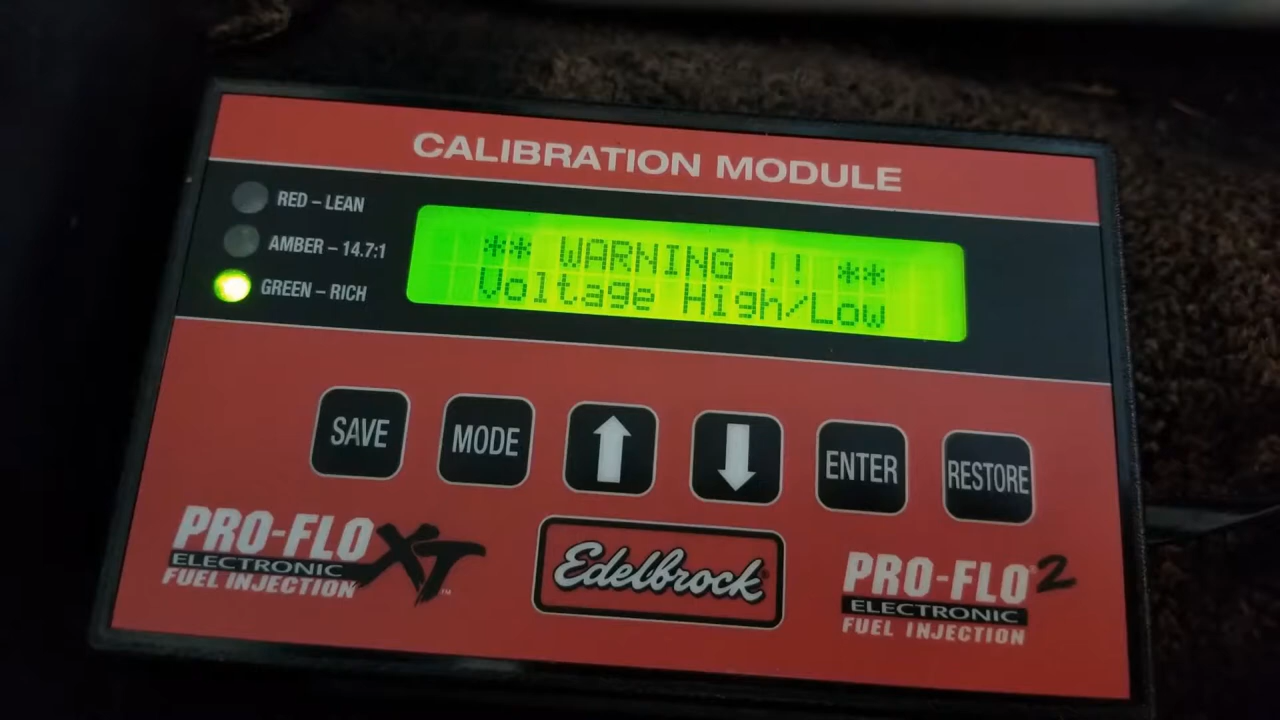 CALIBRATION MODULE
RED – LEAN
AMBER – 14.7:1
GREEN – RICH
** WARNING !! **
Voltage High/Low
SAVE
MODE
ENTER
RESTORE
PRO-FLO XT™
ELECTRONIC
FUEL INJECTION
Edelbrock
PRO-FLO® 2
ELECTRONIC
FUEL INJECTION